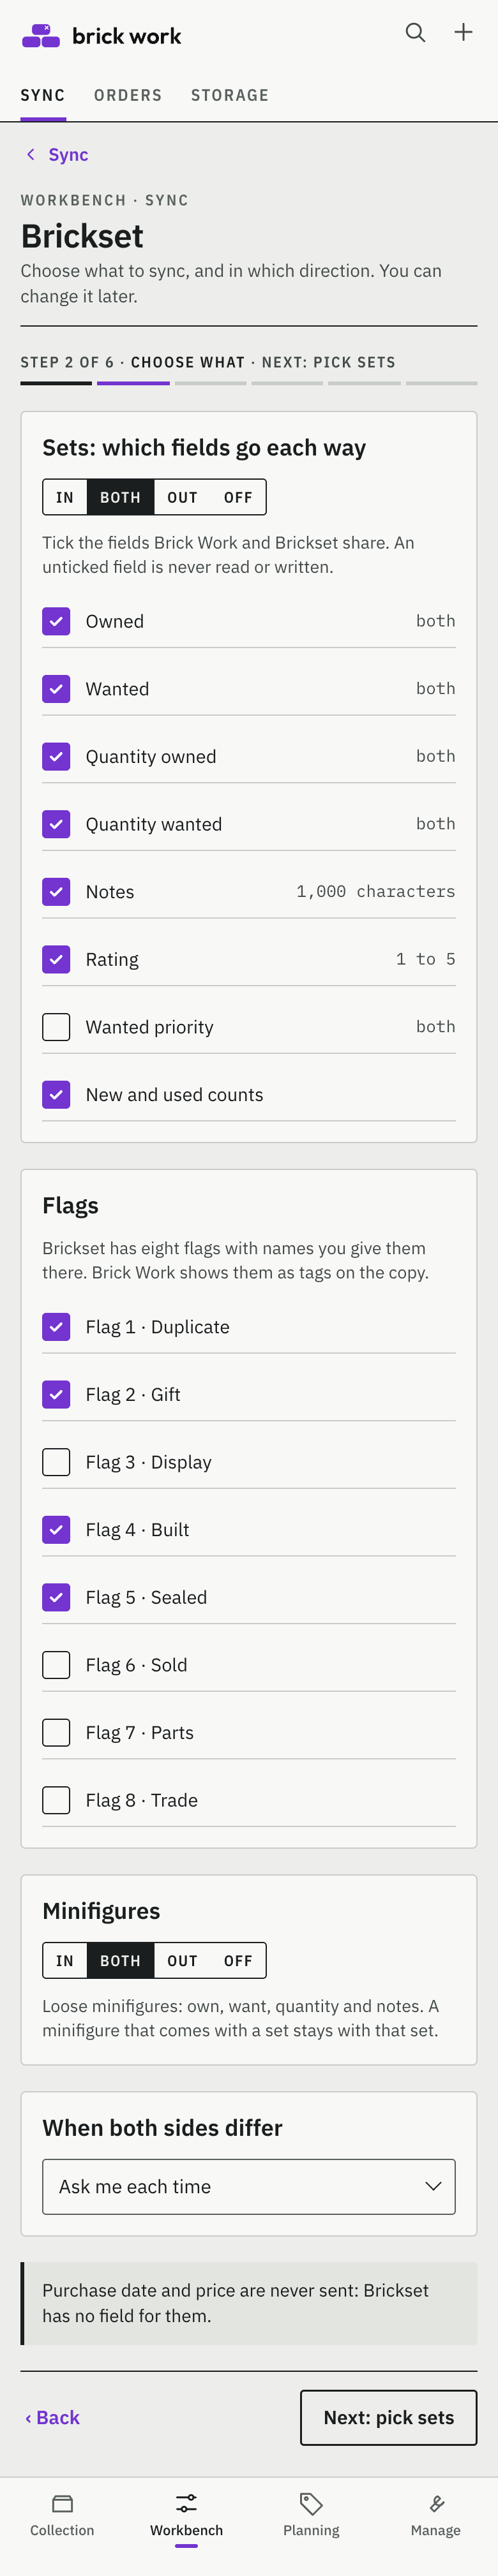 brick work
SYNC ORDERS STORAGE
Sync
WORKBENCH · SYNC
Brickset
Choose what to sync, and in which direction. You can
change it later.
STEP 2 OF 6 · CHOOSE WHAT · NEXT: PICK SETS
Sets: which fields go each way
IN BOTH OUT OFF
Tick the fields Brick Work and Brickset share. An
unticked field is never read or written.
Owned both
Wanted both
Quantity owned both
Quantity wanted both
Notes 1,000 characters
Rating 1 to 5
Wanted priority both
New and used counts
Flags
Brickset has eight flags with names you give them
there. Brick Work shows them as tags on the copy.
Flag 1 · Duplicate
Flag 2 · Gift
Flag 3 · Display
Flag 4 · Built
Flag 5 · Sealed
Flag 6 · Sold
Flag 7 · Parts
Flag 8 · Trade
Minifigures
IN BOTH OUT OFF
Loose minifigures: own, want, quantity and notes. A
minifigure that comes with a set stays with that set.
When both sides differ
Ask me each time
Purchase date and price are never sent: Brickset
has no field for them.
‹ Back Next: pick sets
Collection Workbench Planning Manage